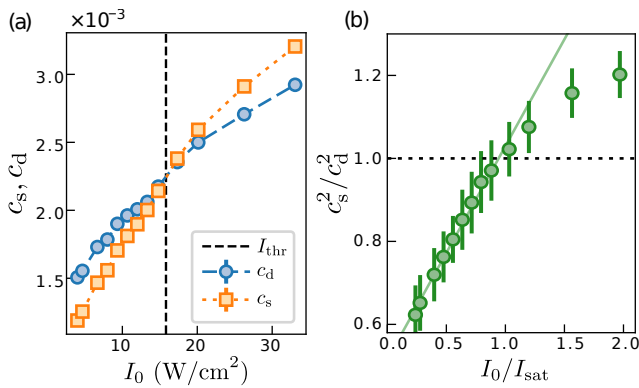 (a)
×10⁻³
3.0
2.5
2.0
1.5
c_s, c_d
10 20 30
I_0 (W/cm²)
I_thr
c_d
c_s
(b)
1.2
1.0
0.8
0.6
c_s²/c_d²
0.0 0.5 1.0 1.5 2.0
I_0/I_sat